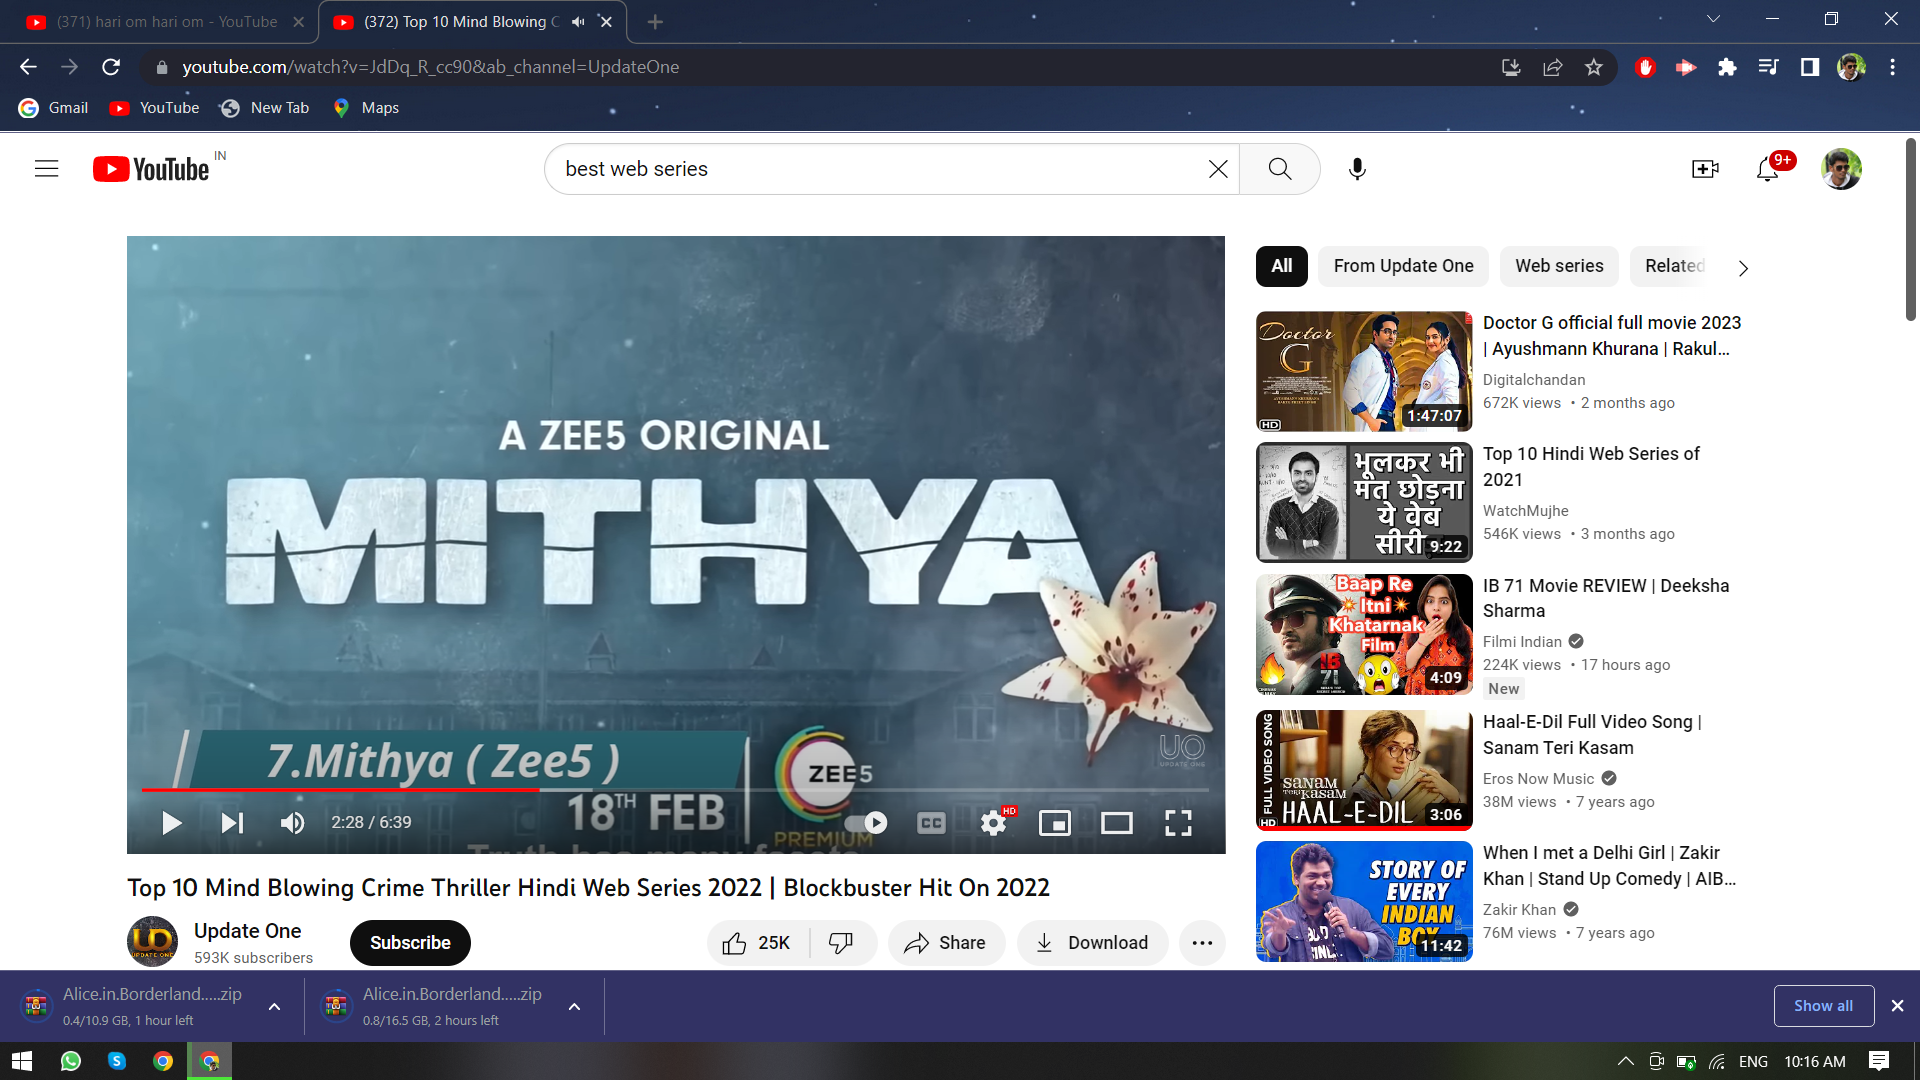 (371) hari om hari om - YouTube
(372) Top 10 Mind Blowing C
youtube.com/watch?v=JdDq_R_cc90&ab_channel=UpdateOne
Gmail
YouTube
New Tab
Maps
YouTube
IN
best web series
9+
A ZEE5 ORIGINAL
MITHYA
7.Mithya ( Zee5 )
ZEE5
PREMIUM
18TH FEB
Truth has many facets
UO
UPDATE ONE
2:28 / 6:39
CC
HD
Top 10 Mind Blowing Crime Thriller Hindi Web Series 2022 | Blockbuster Hit On 2022
UO
UPDATE ONE
Update One
593K subscribers
Subscribe
25K
Share
Download
All
From Update One
Web series
Related
Doctor
G
HD
1:47:07
Doctor G official full movie 2023
| Ayushmann Khurana | Rakul...
Digitalchandan
672K views • 2 months ago
भूलकर भी
मत छोड़ना
ये वेब
सीरी
9:22
Top 10 Hindi Web Series of
2021
WatchMujhe
546K views • 3 months ago
Baap Re
Itni
Khatarnak
Film
IB
71
4:09
IB 71 Movie REVIEW | Deeksha
Sharma
Filmi Indian
224K views • 17 hours ago
New
FULL VIDEO SONG
HD
SANAM
TERI KASAM
HAAL-E-DIL
3:06
Haal-E-Dil Full Video Song |
Sanam Teri Kasam
Eros Now Music
38M views • 7 years ago
STORY OF
EVERY
INDIAN
BOY
11:42
When I met a Delhi Girl | Zakir
Khan | Stand Up Comedy | AIB...
Zakir Khan
76M views • 7 years ago
Alice.in.Borderland.....zip
0.4/10.9 GB, 1 hour left
Alice.in.Borderland.....zip
0.8/16.5 GB, 2 hours left
Show all
ENG
10:16 AM